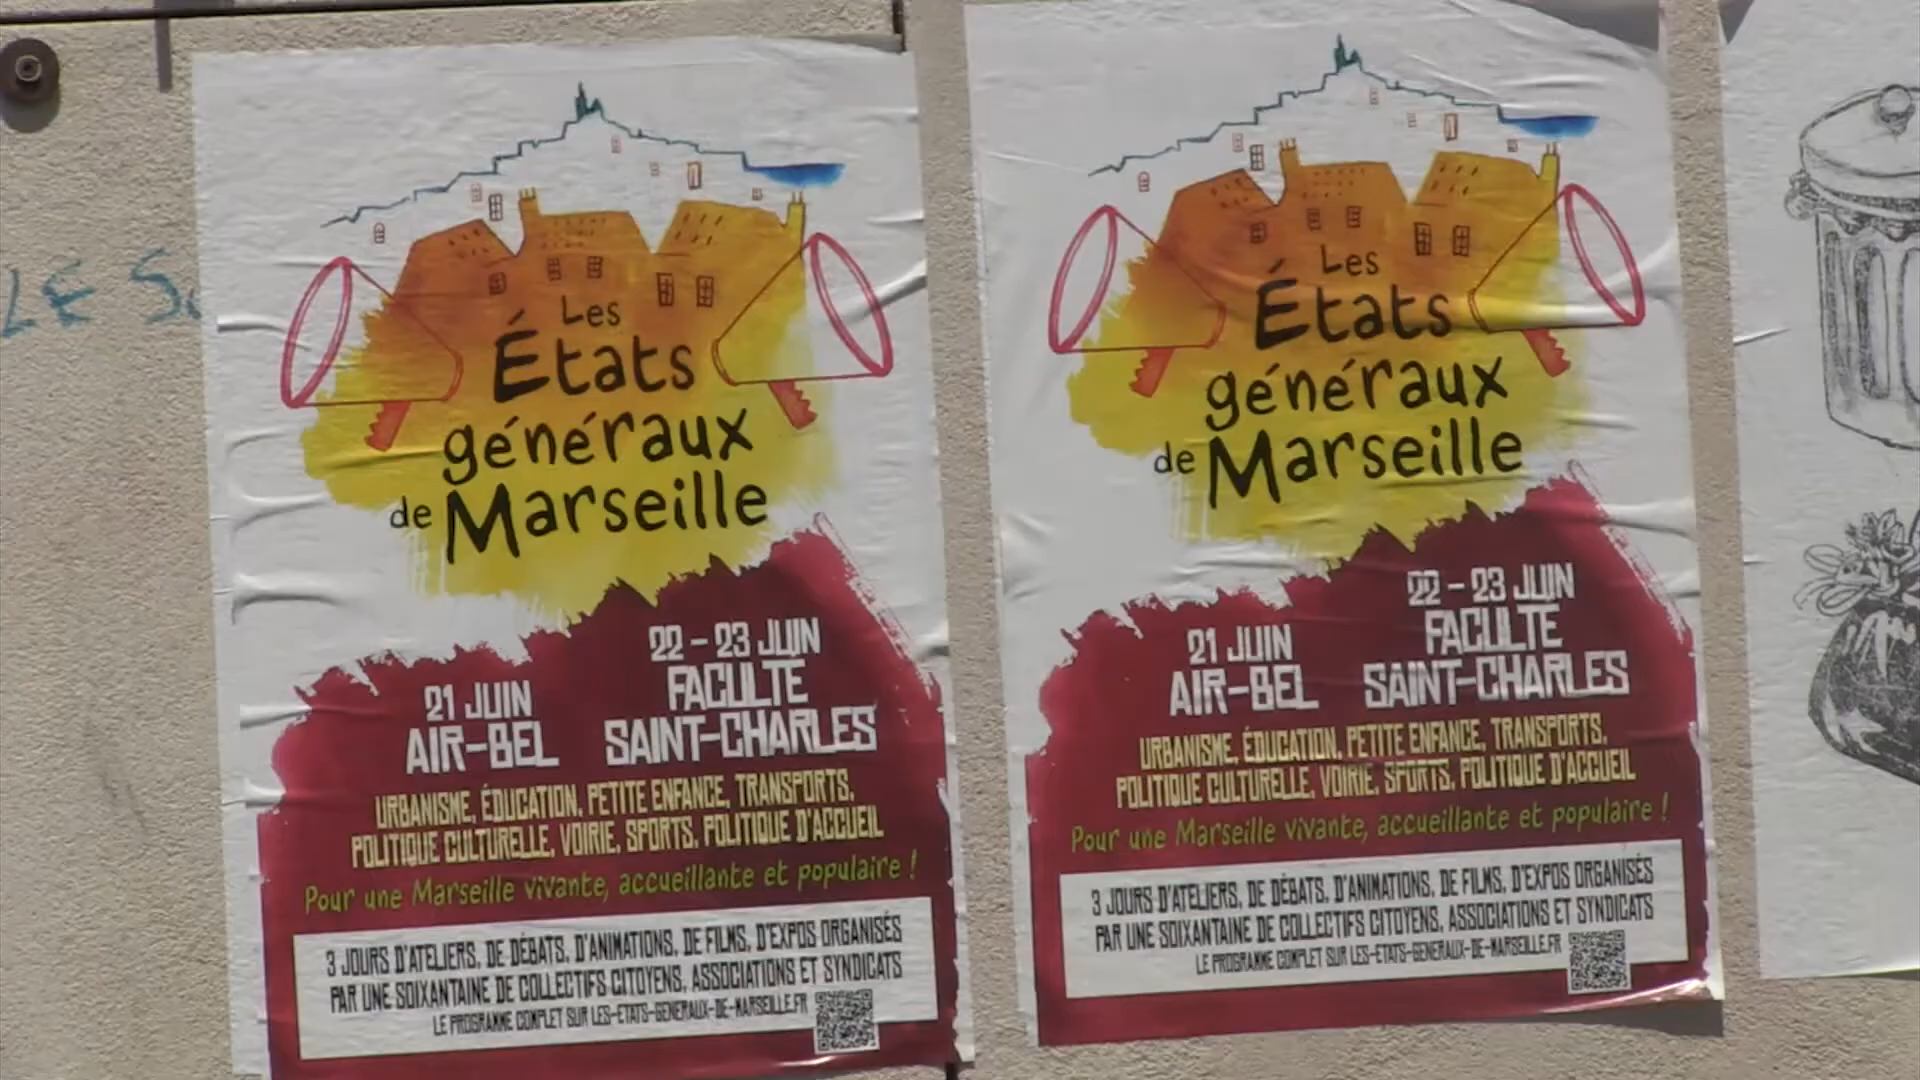 LE S
Les
États
généraux
de Marseille
21 JUIN
AIR-BEL
22 - 23 JUIN
FACULTÉ
SAINT-CHARLES
URBANISME, ÉDUCATION, PETITE ENFANCE, TRANSPORTS,
POLITIQUE CULTURELLE, VOIRIE, SPORTS, POLITIQUE D'ACCUEIL
Pour une Marseille vivante, accueillante et populaire !
3 JOURS D'ATELIERS, DE DÉBATS, D'ANIMATIONS, DE FILMS, D'EXPOS ORGANISÉS
PAR UNE SOIXANTAINE DE COLLECTIFS CITOYENS, ASSOCIATIONS ET SYNDICATS
LE PROGRAMME COMPLET SUR LES-ETATS-GENERAUX-DE-MARSEILLE.FR
Les
États
généraux
de Marseille
21 JUIN
AIR-BEL
22 - 23 JUIN
FACULTÉ
SAINT-CHARLES
URBANISME, ÉDUCATION, PETITE ENFANCE, TRANSPORTS,
POLITIQUE CULTURELLE, VOIRIE, SPORTS, POLITIQUE D'ACCUEIL
Pour une Marseille vivante, accueillante et populaire !
3 JOURS D'ATELIERS, DE DÉBATS, D'ANIMATIONS, DE FILMS, D'EXPOS ORGANISÉS
PAR UNE SOIXANTAINE DE COLLECTIFS CITOYENS, ASSOCIATIONS ET SYNDICATS
LE PROGRAMME COMPLET SUR LES-ETATS-GENERAUX-DE-MARSEILLE.FR